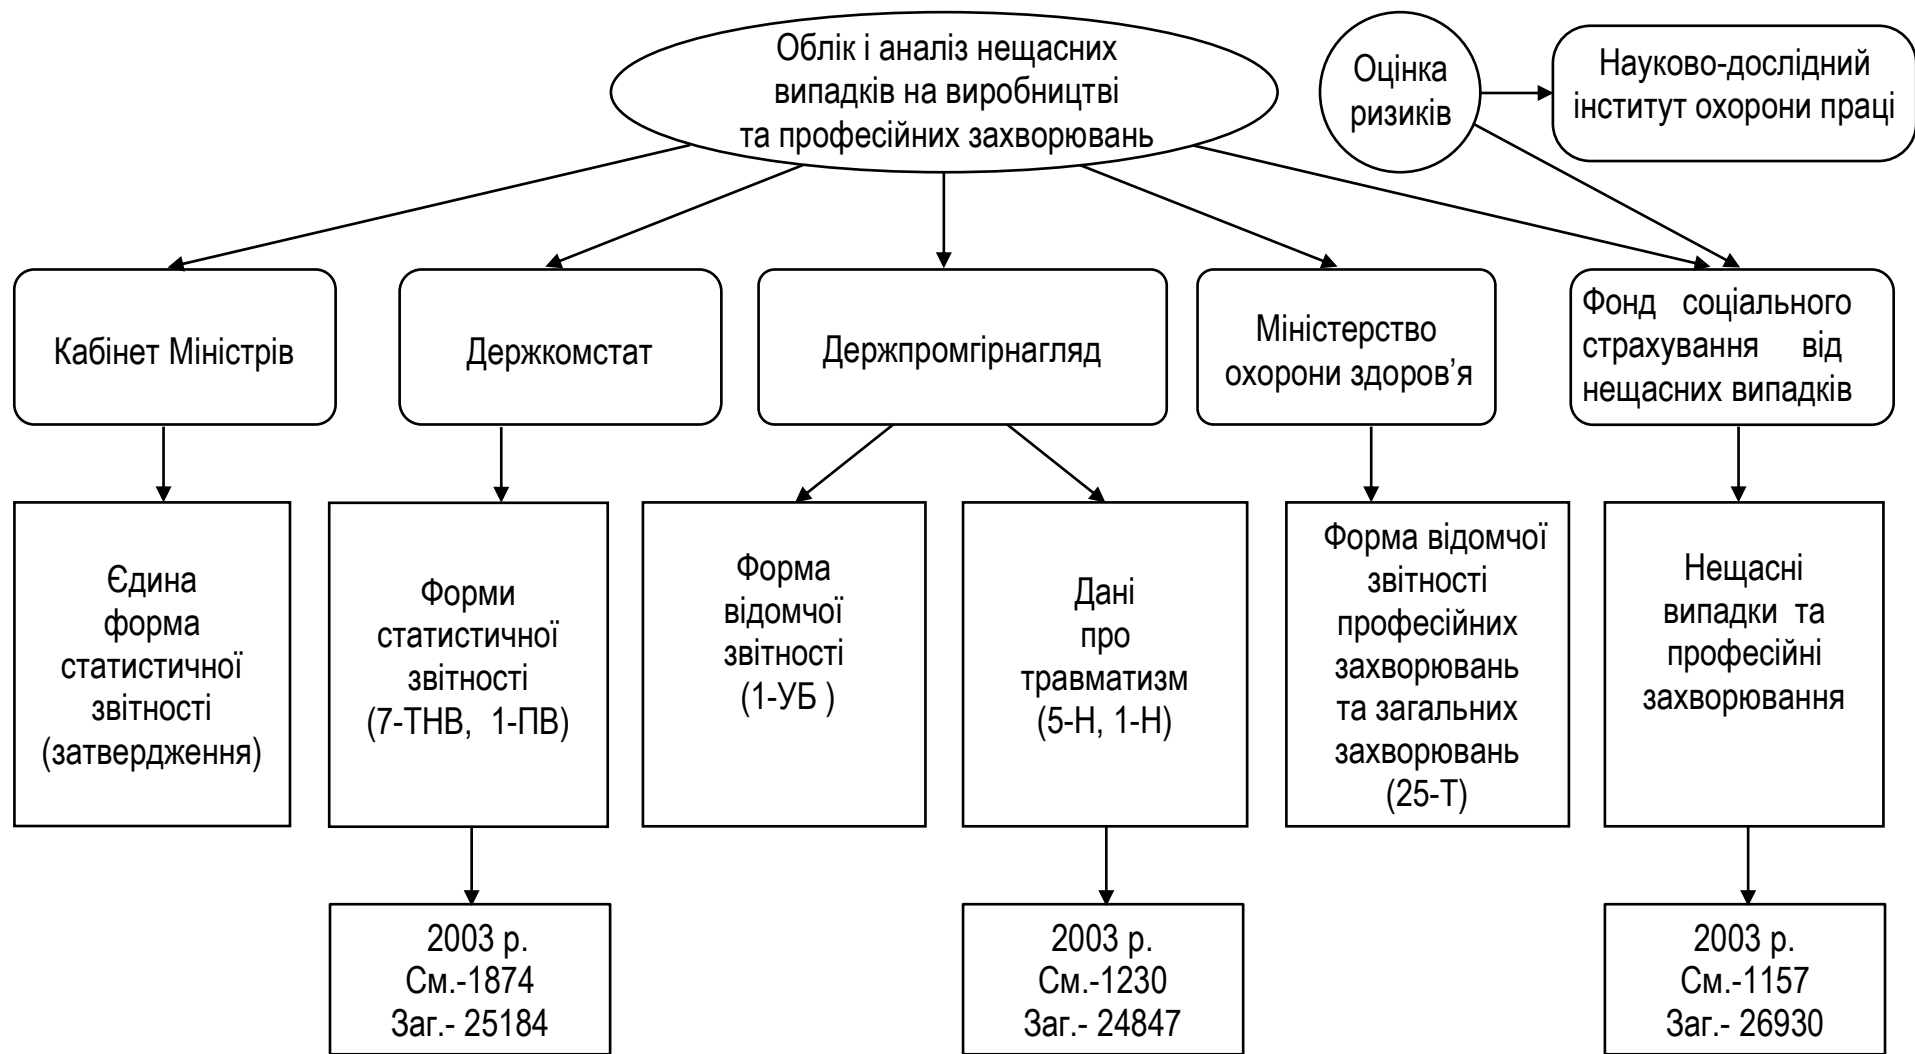 Облік і аналіз нещасних
випадків на виробництві
та професійних захворювань
Оцінка
ризиків
Науково-дослідний
інститут охорони праці
Кабінет Міністрів
Держкомстат
Держпромгірнагляд
Міністерство
охорони здоров’я
Фонд соціального
страхування від
нещасних випадків
Єдина
форма
статистичної
звітності
(затвердження)
Форми
статистичної
звітності
(7-ТНВ, 1-ПВ)
Форма
відомчої
звітності
(1-УБ )
Дані
про
травматизм
(5-Н, 1-Н)
Форма відомчої
звітності
професійних
захворювань
та загальних
захворювань
(25-Т)
Нещасні
випадки та
професійні
захворювання
2003 р.
См.-1874
Заг.- 25184
2003 р.
См.-1230
Заг.- 24847
2003 р.
См.-1157
Заг.- 26930